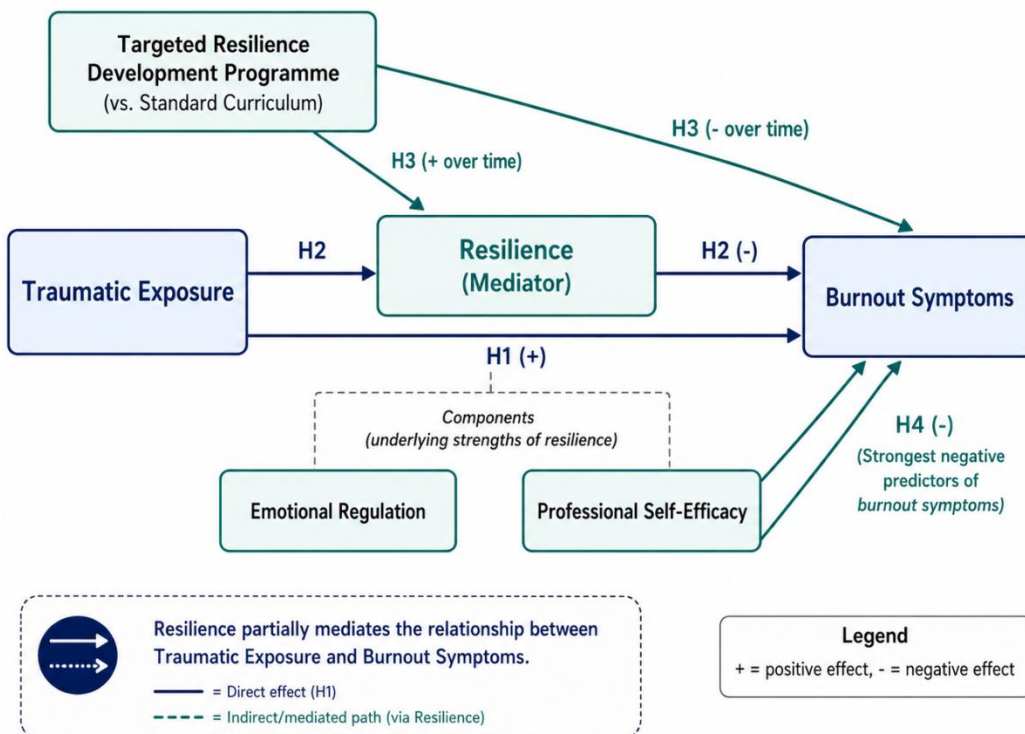 Targeted Resilience
Development Programme
(vs. Standard Curriculum)
H3 (- over time)
H3 (+ over time)
Traumatic Exposure
H2
Resilience
(Mediator)
H2 (-)
Burnout Symptoms
H1 (+)
Components
(underlying strengths of resilience)
Emotional Regulation
Professional Self-Efficacy
H4 (-)
(Strongest negative
predictors of
burnout symptoms)
Resilience partially mediates the relationship between
Traumatic Exposure and Burnout Symptoms.
= Direct effect (H1)
= Indirect/mediated path (via Resilience)
Legend
+ = positive effect, - = negative effect